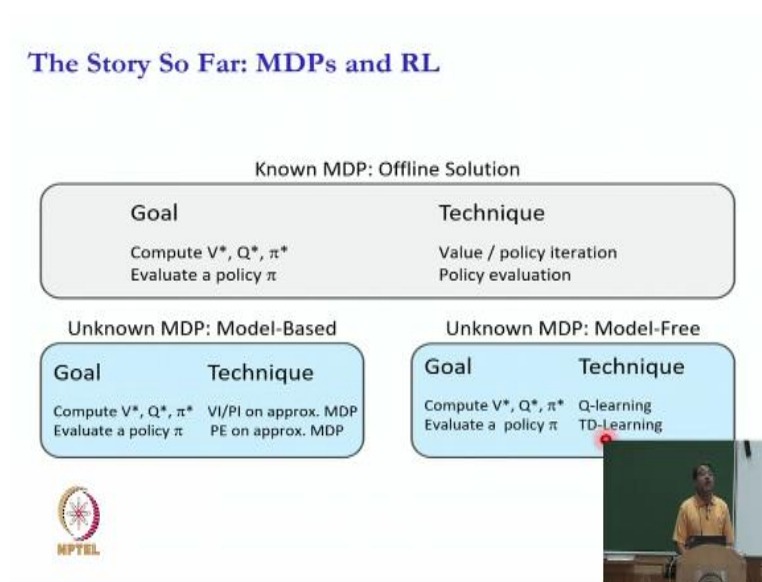 The Story So Far: MDPs and RL
Known MDP: Offline Solution
Goal Technique
Compute V*, Q*, π* Value / policy iteration
Evaluate a policy π Policy evaluation
Unknown MDP: Model-Based
Goal Technique
Compute V*, Q*, π* VI/PI on approx. MDP
Evaluate a policy π PE on approx. MDP
Unknown MDP: Model-Free
Goal Technique
Compute V*, Q*, π* Q-learning
Evaluate a policy π TD-Learning
NPTEL